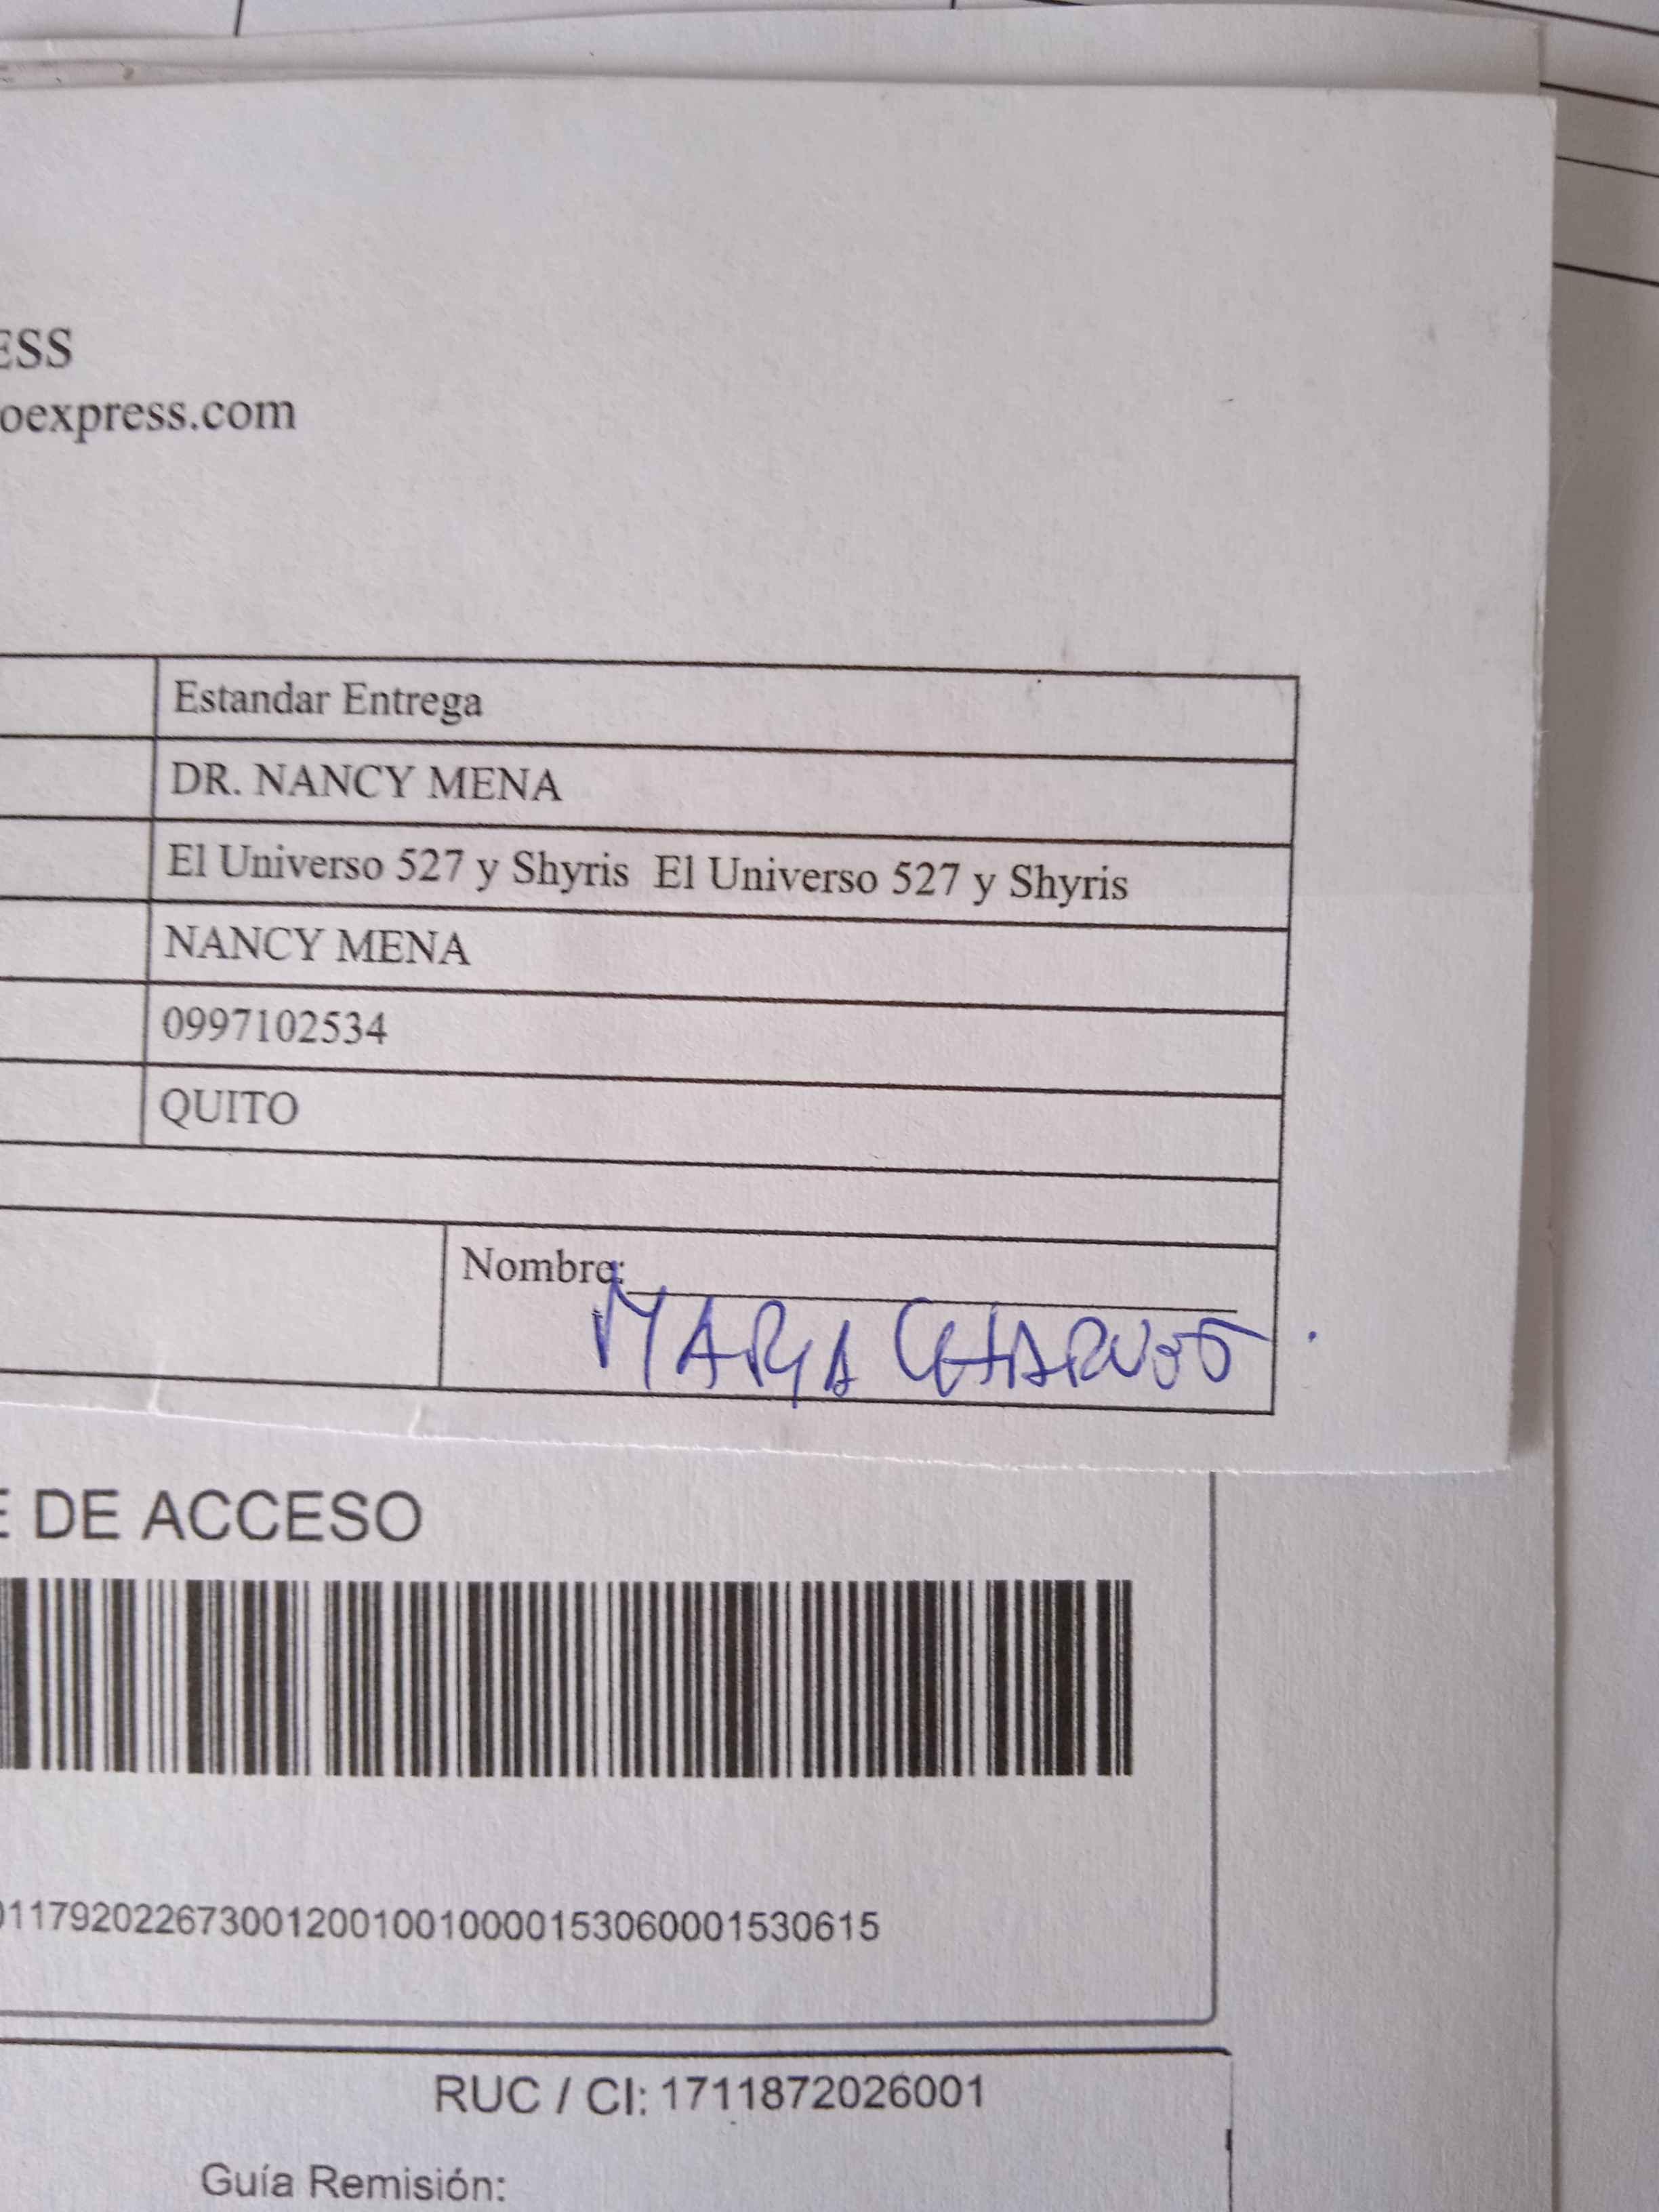 ESS
oexpress.com
Estandar Entrega
DR. NANCY MENA
El Universo 527 y Shyris El Universo 527 y Shyris
NANCY MENA
0997102534
QUITO
Nombre:
MARIA
E DE ACCESO
01179202267300120010010000153060001530615
RUC / CI: 1711872026001
Guía Remisión: